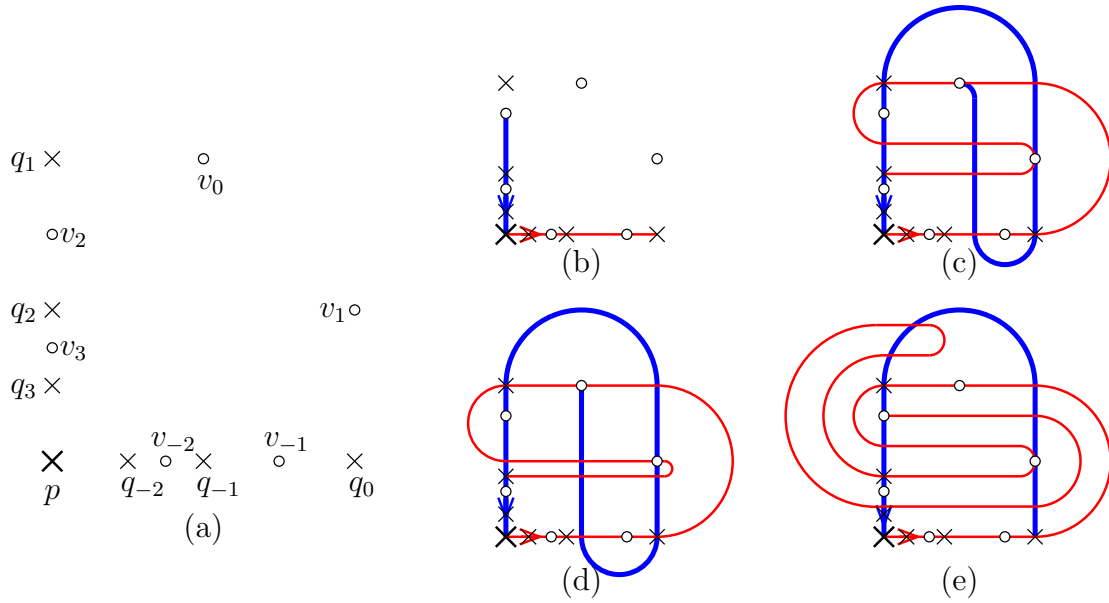 q₁
v₀
v₂
q₂
v₁
v₃
q₃
v₋₂ v₋₁
p q₋₂ q₋₁ q₀
(a)
(b)
(c)
(d)
(e)